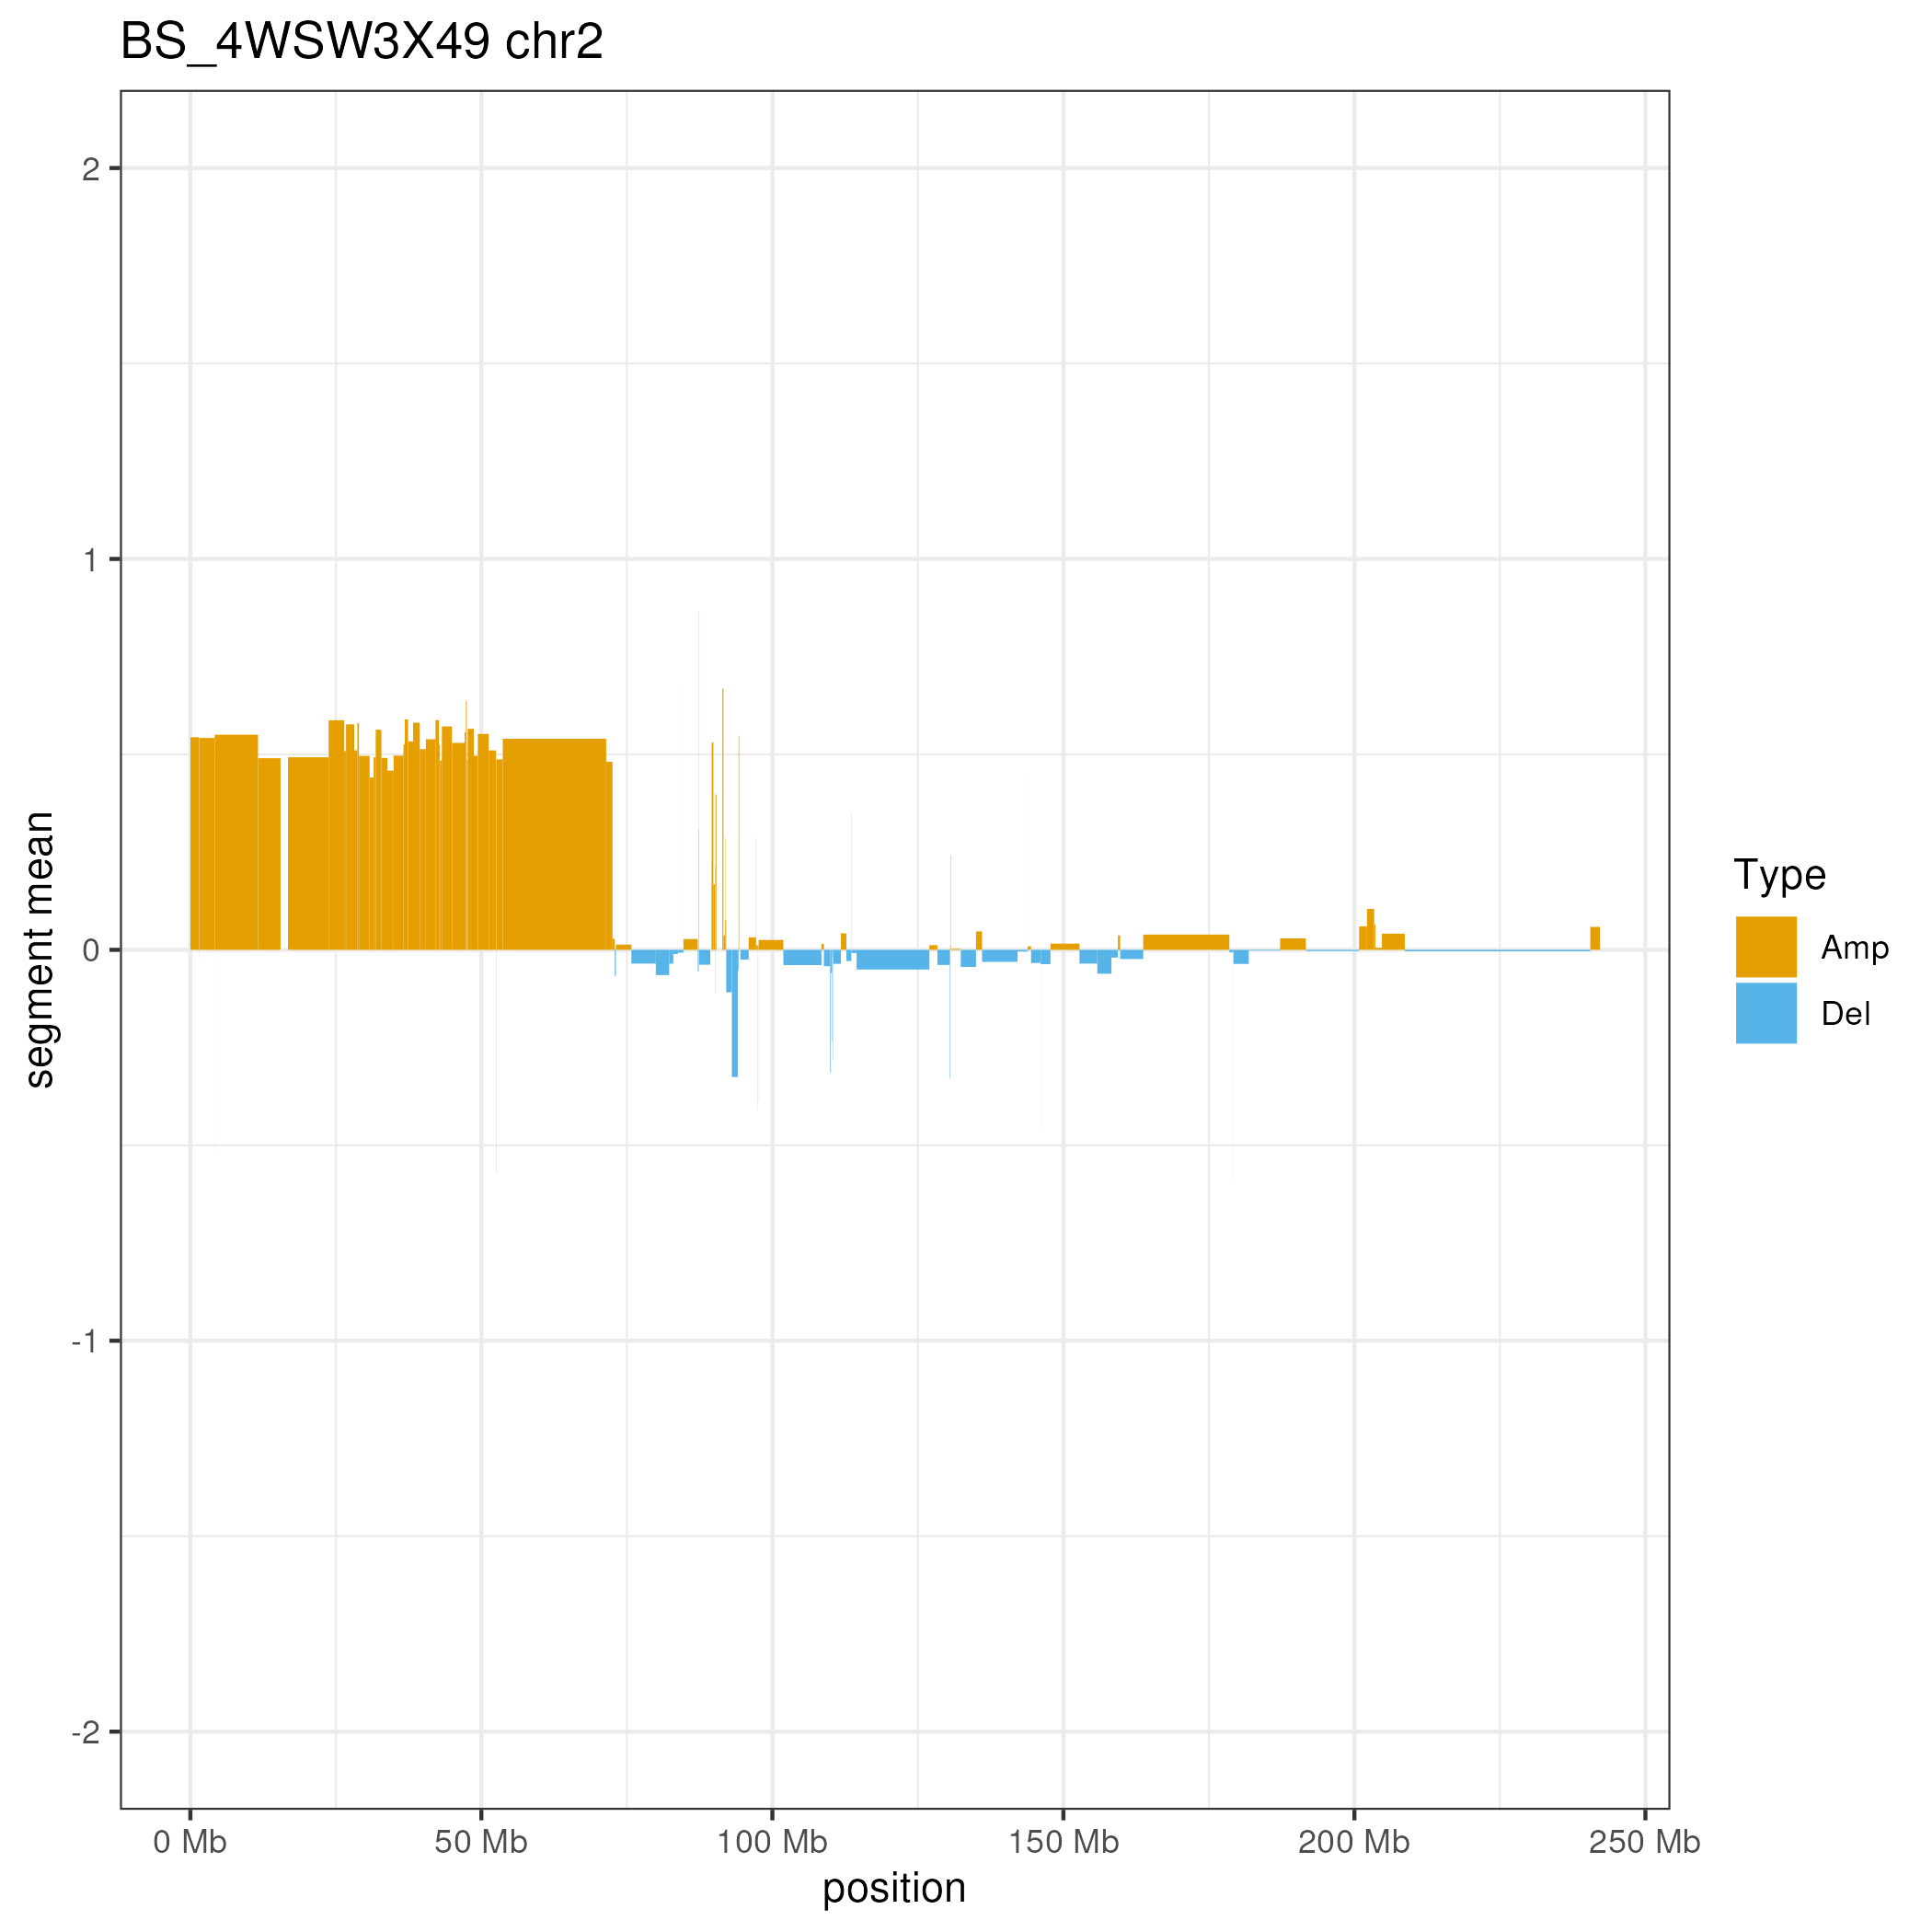 BS_4WSW3X49 chr2
2
1
0
-1
-2
segment mean
0 Mb
50 Mb
100 Mb
150 Mb
200 Mb
250 Mb
position
Type
Amp
Del